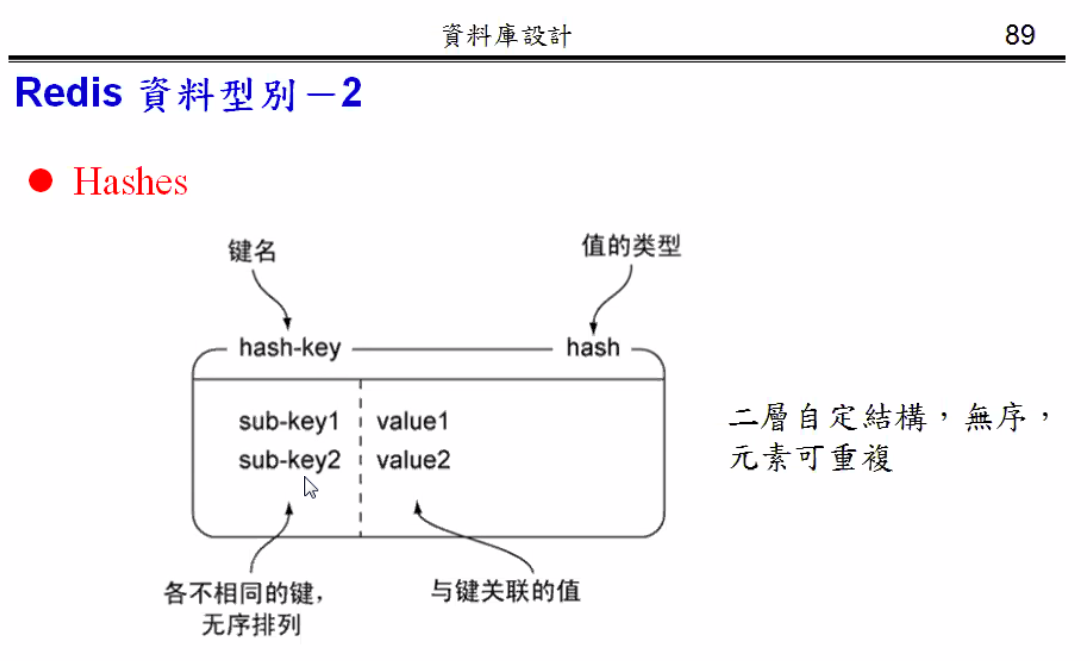 資料庫設計 89
Redis 資料型別－2
● Hashes
键名 值的类型
hash-key hash
sub-key1 value1
sub-key2 value2
二層自定結構，無序，
元素可重複
各不相同的键，
无序排列
与键关联的值